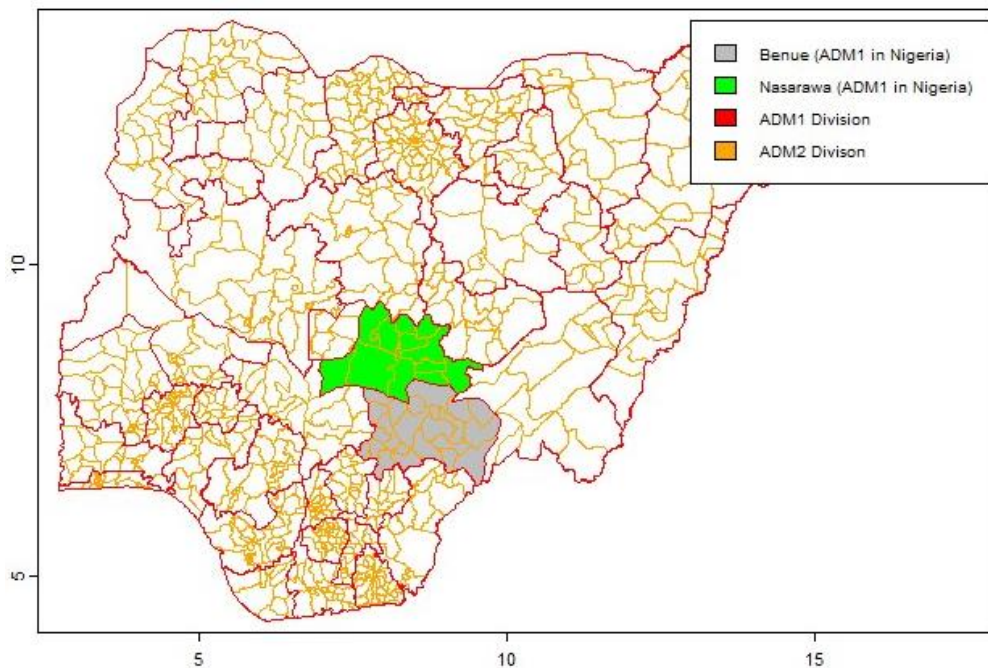 Benue (ADM1 in Nigeria)
Nasarawa (ADM1 in Nigeria)
ADM1 Division
ADM2 Divison
10
5
5
10
15